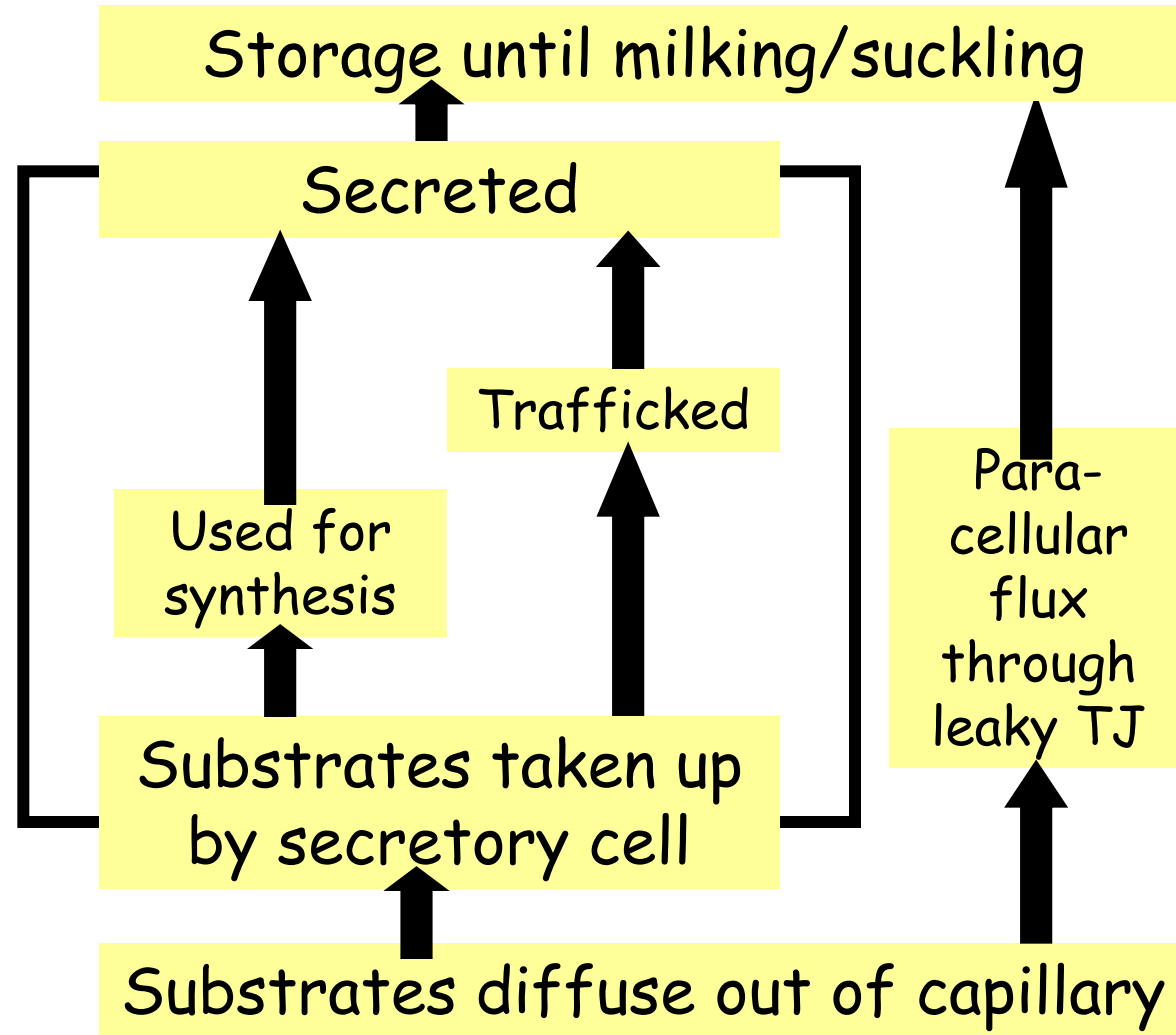 Storage until milking/suckling
Secreted
Trafficked
Used for
synthesis
Para-
cellular
flux
through
leaky TJ
Substrates taken up
by secretory cell
Substrates diffuse out of capillary